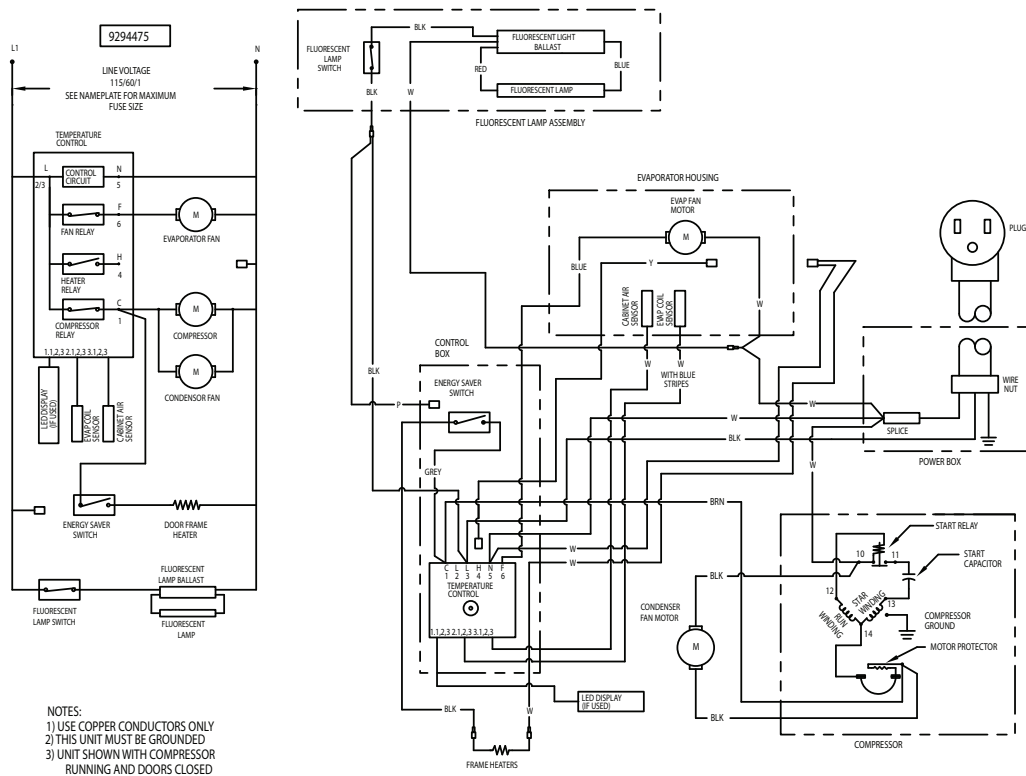 9294475
L1
N
LINE VOLTAGE
115/60/1
SEE NAMEPLATE FOR MAXIMUM
FUSE SIZE
TEMPERATURE
CONTROL
L
2/3
CONTROL
CIRCUIT
N
5
FAN RELAY
F
6
M
EVAPORATOR FAN
HEATER
RELAY
H
4
COMPRESSOR
RELAY
C
1
M
COMPRESSOR
M
CONDENSOR FAN
1.1,2,3 2.1,2,3 3.1,2,3
LED DISPLAY
(IF USED)
EVAP COIL
SENSOR
CABINET AIR
SENSOR
ENERGY SAVER
SWITCH
DOOR FRAME
HEATER
FLUORESCENT
LAMP SWITCH
FLUORESCENT
LAMP BALLAST
FLUORESCENT
LAMP
NOTES:
1) USE COPPER CONDUCTORS ONLY
2) THIS UNIT MUST BE GROUNDED
3) UNIT SHOWN WITH COMPRESSOR
RUNNING AND DOORS CLOSED
FLUORESCENT
LAMP
SWITCH
BLK
BLK
W
RED
BLUE
FLUORESCENT LIGHT
BALLAST
FLUORESCENT LAMP
FLUORESCENT LAMP ASSEMBLY
EVAPORATOR HOUSING
EVAP FAN
MOTOR
M
BLUE
Y
W
CABINET AIR
SENSOR
EVAP COIL
SENSOR
W
W
WITH BLUE
STRIPES
PLUG
WIRE
NUT
SPLICE
POWER BOX
CONTROL
BOX
ENERGY SAVER
SWITCH
BLK
P
GREY
W
W
BLK
W
W
W
BRN
W
C L L H N F
1 2 3 4 5 6
TEMPERATURE
CONTROL
1.1,2,3 2.1,2,3 3.1,2,3
LED DISPLAY
(IF USED)
BLK
W
FRAME HEATERS
CONDENSER
FAN MOTOR
M
BLK
BLK
START RELAY
10
11
START
CAPACITOR
12
13
STAR
WINDING
RUN
WINDING
14
COMPRESSOR
GROUND
MOTOR PROTECTOR
COMPRESSOR